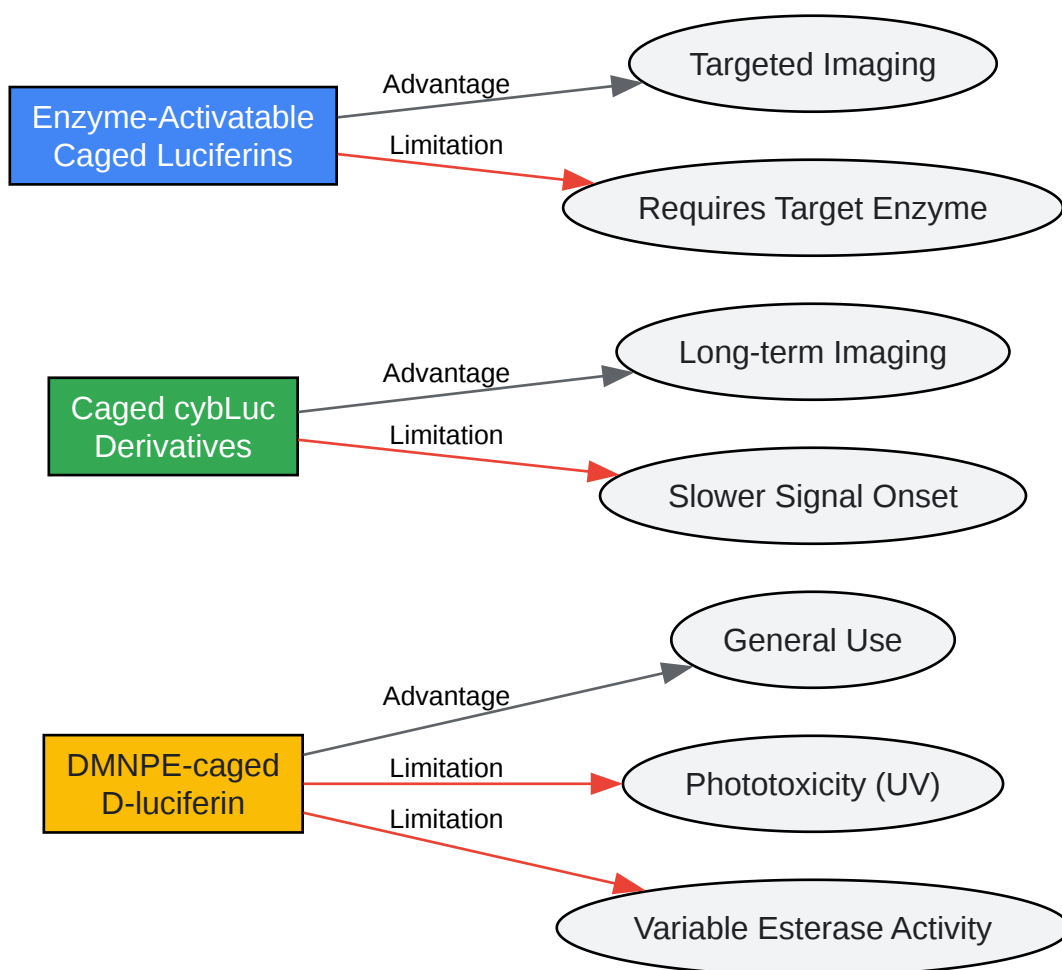 Enzyme-Activatable
Caged Luciferins
Advantage
Targeted Imaging
Limitation
Requires Target Enzyme
Caged cybLuc
Derivatives
Advantage
Long-term Imaging
Limitation
Slower Signal Onset
DMNPE-caged
D-luciferin
Advantage
General Use
Limitation
Phototoxicity (UV)
Limitation
Variable Esterase Activity